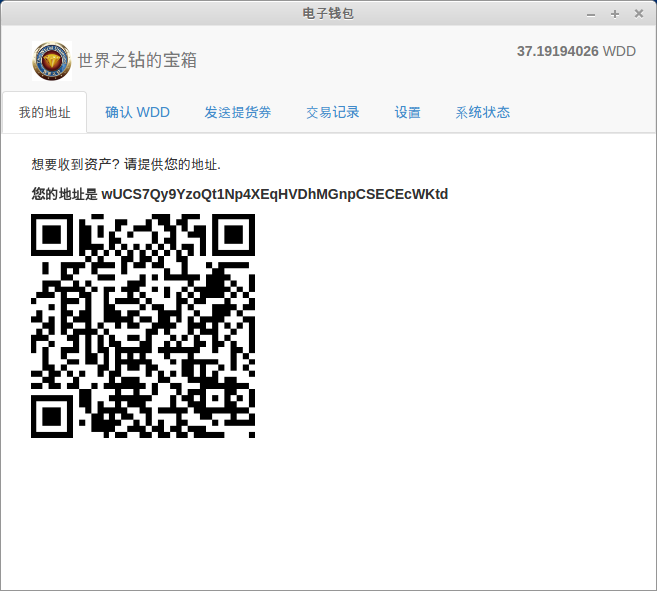 电子钱包
世界之钻的宝箱
37.19194026 WDD
我的地址
确认 WDD
发送提货券
交易记录
设置
系统状态
想要收到资产? 请提供您的地址.
您的地址是 wUCS7Qy9YzoQt1Np4XEqHVDhMGnpCSECEcWKtd